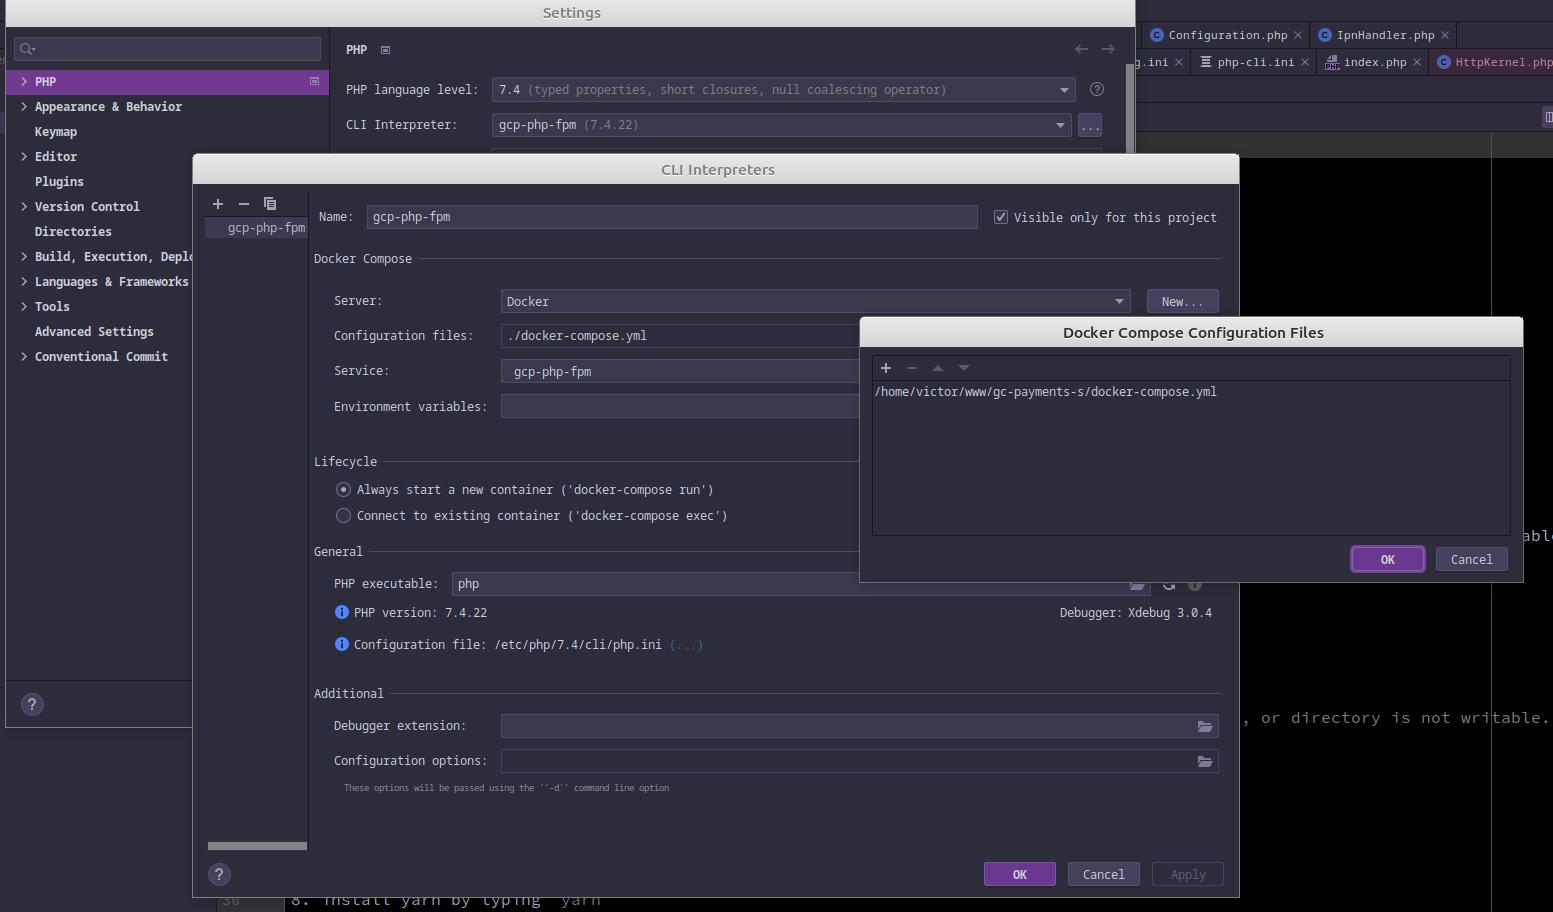 Settings
PHP
PHP
Appearance & Behavior
Keymap
Editor
Plugins
Version Control
Directories
Build, Execution, Deplo
Languages & Frameworks
Tools
Advanced Settings
Conventional Commit
?
PHP language level:
7.4 (typed properties, short closures, null coalescing operator)
?
CLI Interpreter:
gcp-php-fpm (7.4.22)
...
Configuration.php
IpnHandler.php
g.ini
php-cli.ini
index.php
HttpKernel.php
CLI Interpreters
gcp-php-fpm
Name:
gcp-php-fpm
Visible only for this project
Docker Compose
Server:
Docker
New...
Configuration files:
./docker-compose.yml
Service:
gcp-php-fpm
Environment variables:
Lifecycle
Always start a new container ('docker-compose run')
Connect to existing container ('docker-compose exec')
General
PHP executable:
php
PHP version: 7.4.22
Debugger: Xdebug 3.0.4
Configuration file: /etc/php/7.4/cli/php.ini (...)
Additional
Debugger extension:
Configuration options:
These options will be passed using the ''-d'' command line option
?
OK
Cancel
Apply
Docker Compose Configuration Files
/home/victor/www/gc-payments-s/docker-compose.yml
OK
Cancel
able
, or directory is not writable.
30
8. install yarn by typing `yarn`